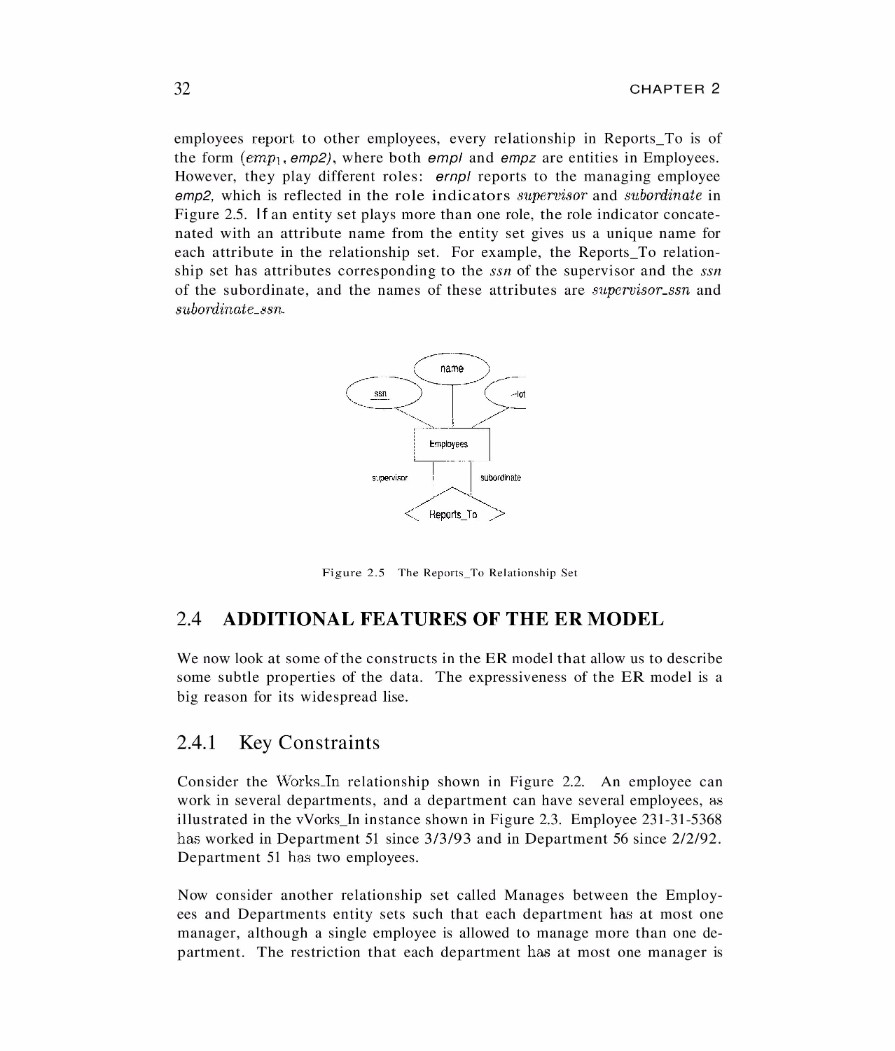 32 CHAPTER 2
employees report to other employees, every relationship in Reports_To is of
the form (emp1, emp2), where both empl and empz are entities in Employees.
However, they play different roles: ernpl reports to the managing employee
emp2, which is reflected in the role indicators supervisor and subordinate in
Figure 2.5. If an entity set plays more than one role, the role indicator concate-
nated with an attribute name from the entity set gives us a unique name for
each attribute in the relationship set. For example, the Reports_To relation-
ship set has attributes corresponding to the ssn of the supervisor and the ssn
of the subordinate, and the names of these attributes are supervisor_ssn and
subordinate_ssn.
name
ssn
lot
Employees
supervisor
subordinate
Reports_To
Figure 2.5 The Reports_To Relationship Set
2.4 ADDITIONAL FEATURES OF THE ER MODEL
We now look at some of the constructs in the ER model that allow us to describe
some subtle properties of the data. The expressiveness of the ER model is a
big reason for its widespread lise.
2.4.1 Key Constraints
Consider the Works_In relationship shown in Figure 2.2. An employee can
work in several departments, and a department can have several employees, as
illustrated in the vVorks_In instance shown in Figure 2.3. Employee 231-31-5368
has worked in Department 51 since 3/3/93 and in Department 56 since 2/2/92.
Department 51 has two employees.
Now consider another relationship set called Manages between the Employ-
ees and Departments entity sets such that each department has at most one
manager, although a single employee is allowed to manage more than one de-
partment. The restriction that each department has at most one manager is